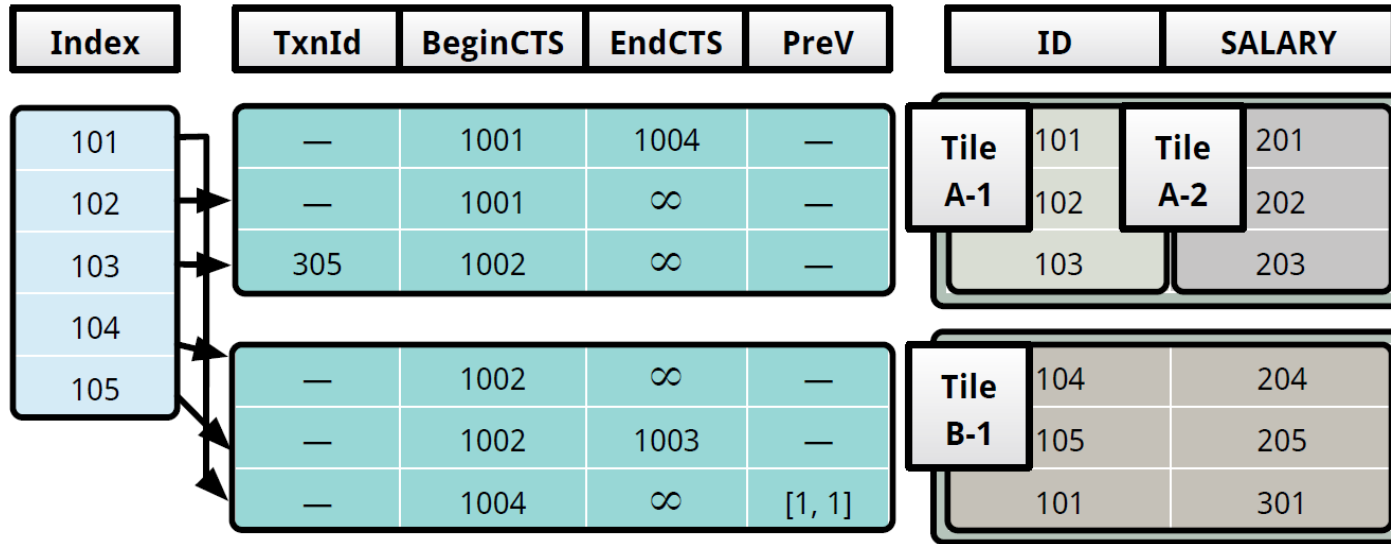 Index TxnId BeginCTS EndCTS PreV ID SALARY
101 — 1001 1004 — Tile A-1 101 Tile A-2 201
102 — 1001 ∞ — 102 202
103 305 1002 ∞ — 103 203
104 — 1002 ∞ — Tile B-1 104 204
105 — 1002 1003 — 105 205
— 1004 ∞ [1, 1] 101 301